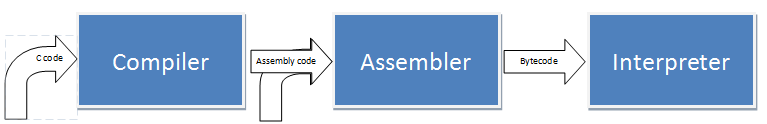 C code
Compiler
Assembly code
Assembler
Bytecode
Interpreter